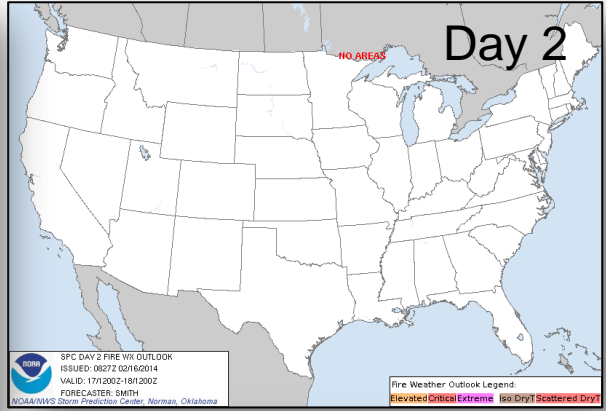 Day 2
NO AREAS
NOAA
SPC DAY 2 FIRE WX OUTLOOK
ISSUED: 0827Z 02/16/2014
VALID: 17/1200Z-18/1200Z
FORECASTER: SMITH
NOAA/NWS Storm Prediction Center, Norman, Oklahoma
Fire Weather Outlook Legend:
Elevated Critical Extreme Iso DryT Scattered DryT